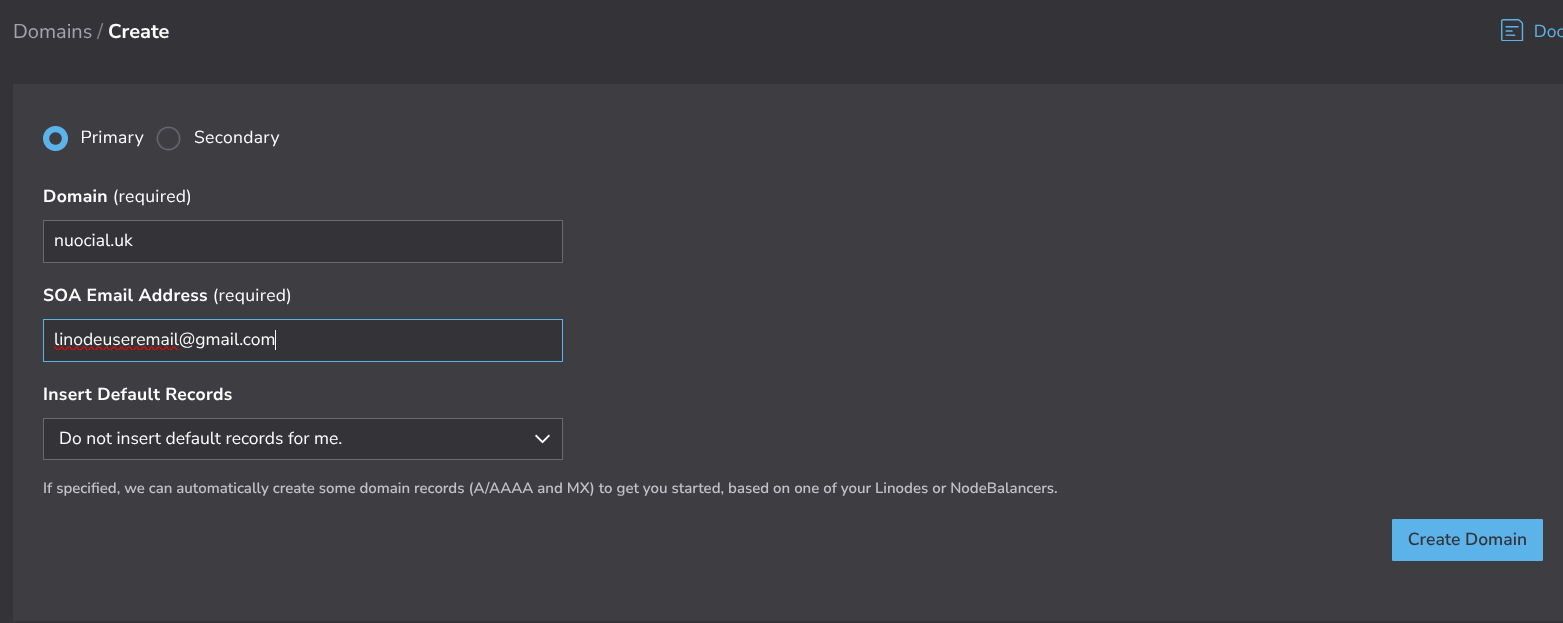 Domains / Create
Doc
Primary Secondary
Domain (required)
nuocial.uk
SOA Email Address (required)
linodeuseremail@gmail.com
Insert Default Records
Do not insert default records for me.
If specified, we can automatically create some domain records (A/AAAA and MX) to get you started, based on one of your Linodes or NodeBalancers.
Create Domain